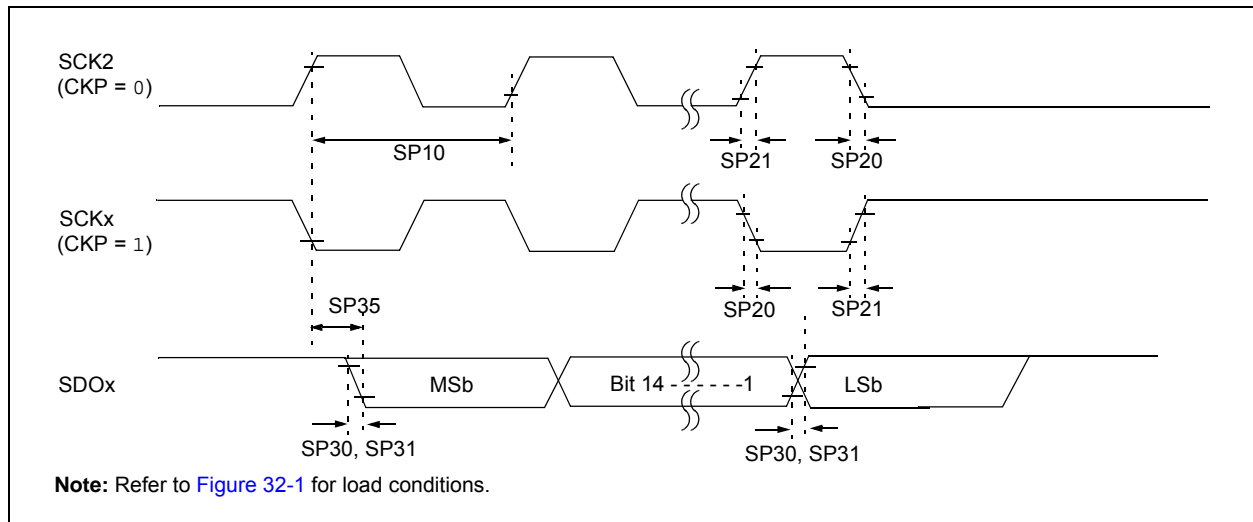 SCK2
(CKP = 0)
SP10
SP21
SP20
SCKx
(CKP = 1)
SP35
SP20
SP21
SDOx
MSb
Bit 14 - - - - - -1
LSb
SP30, SP31
SP30, SP31
Note: Refer to Figure 32-1 for load conditions.